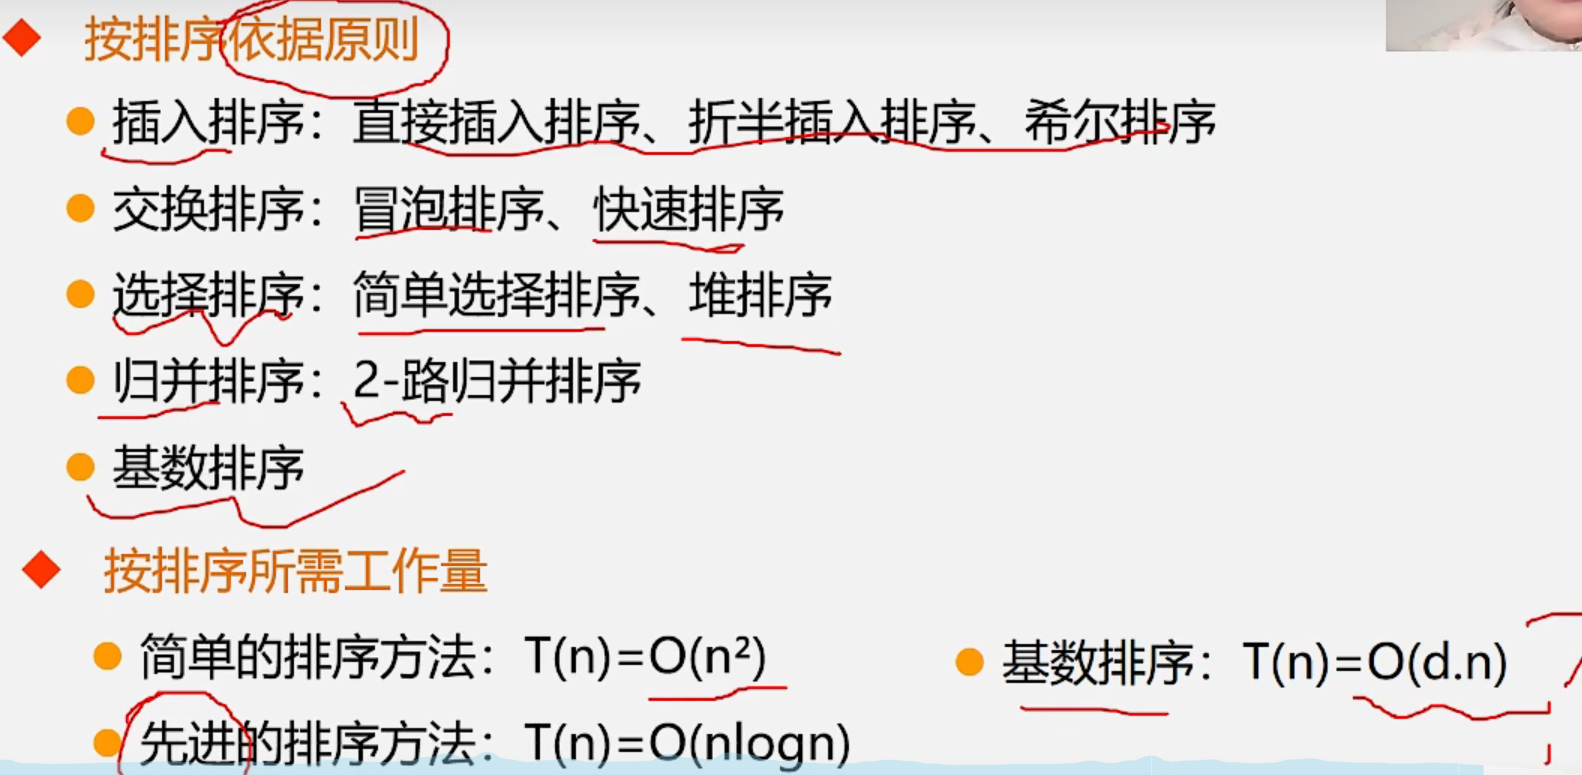 按排序依据原则
插入排序：直接插入排序、折半插入排序、希尔排序
交换排序：冒泡排序、快速排序
选择排序：简单选择排序、堆排序
归并排序：2-路归并排序
基数排序
按排序所需工作量
简单的排序方法：T(n)=O(n²)
基数排序：T(n)=O(d.n)
先进的排序方法：T(n)=O(nlogn)